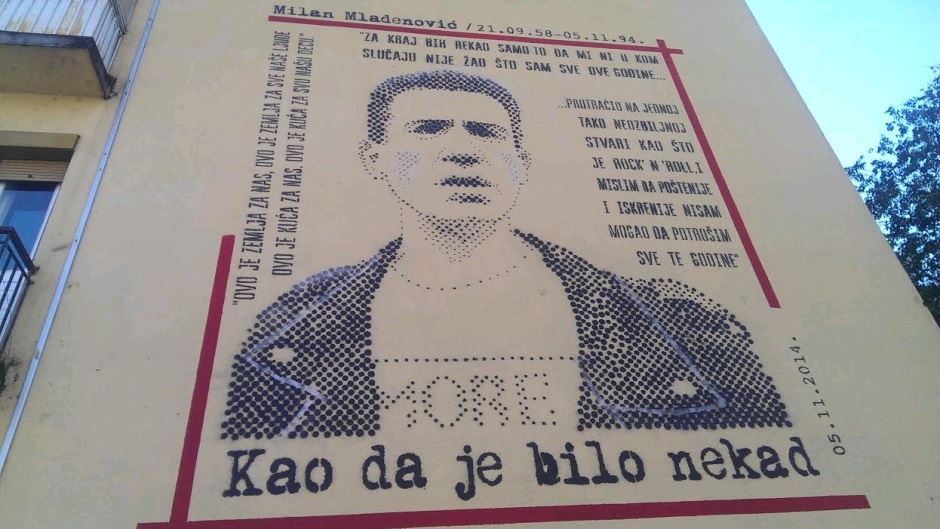 Milan Mladenović / 21.09.58-05.11.94.
"ZA KRAJ BIH REKAO SAMO TO DA MI NI U KOM
SLUČAJU NIJE ŽAO ŠTO SAM SVE OVE GODINE...
...PROTRAĆIO NA JEDNOJ
TAKO NEOZBILJNOJ
STVARI KAO ŠTO
JE ROCK' N 'ROLL, I
MISLIM DA POŠTENIJE
I ISKRENIJE NISAM
MOGAO DA POTROŠIM
SVE TE GODINE"
"OVO JE ZEMLJA ZA NAS, OVO JE ZEMLJA ZA SVE NAŠE LJUDE
OVO JE KUĆA ZA NAS, OVO JE KUĆA ZA SVU NAŠU DECU."
MORE
Kao da je bilo nekad
05.11.2014.